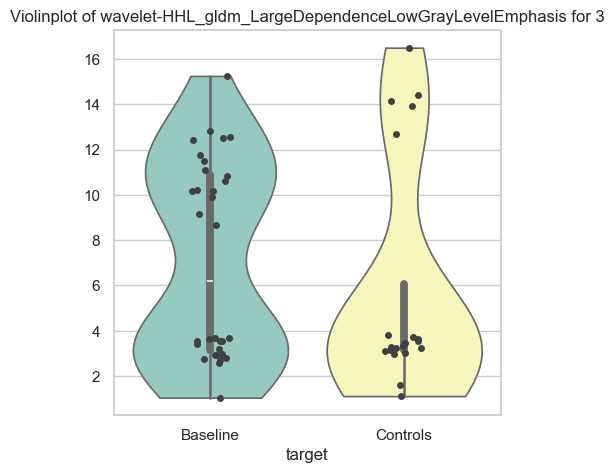 Violinplot of wavelet-HHL_gldm_LargeDependenceLowGrayLevelEmphasis for 3
16
14
12
10
8
6
4
2
Baseline Controls
target